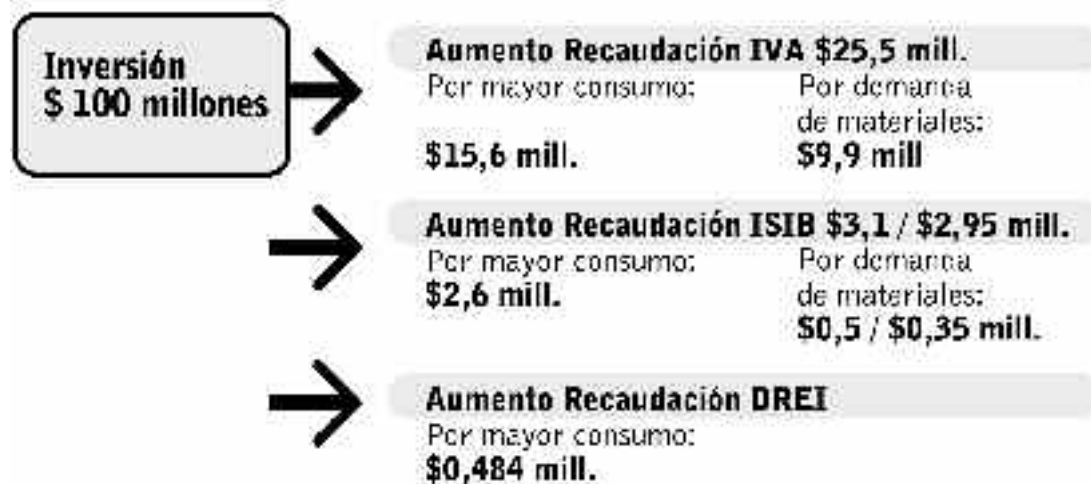 Inversión
$ 100 millones
Aumento Recaudación IVA $25,5 mill.
Por mayor consumo:
$15,6 mill.
Por demanda
de materiales:
$9,9 mill
Aumento Recaudación ISIB $3,1 / $2,95 mill.
Por mayor consumo:
$2,6 mill.
Por demanda
de materiales:
$0,5 / $0,35 mill.
Aumento Recaudación DREI
Por mayor consumo:
$0,484 mill.